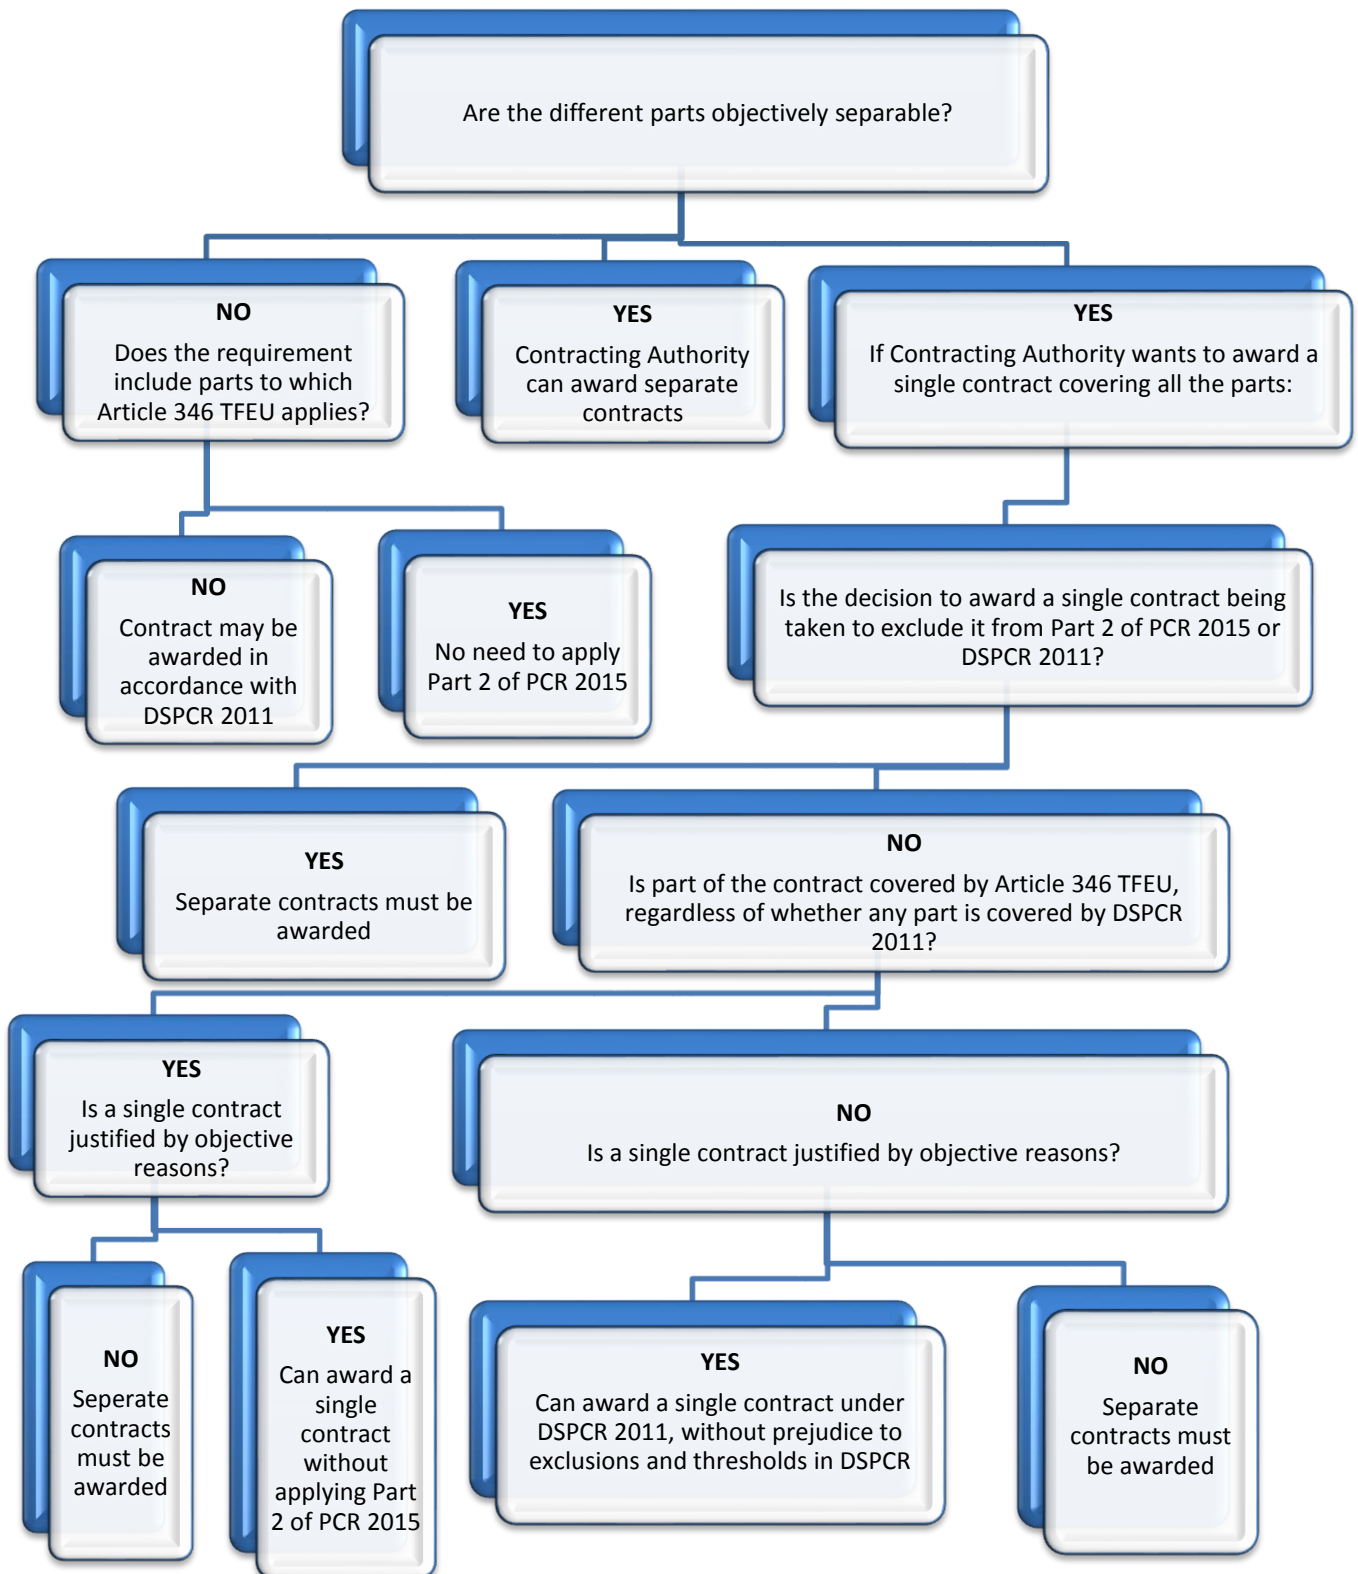 Are the different parts objectively separable?
NO
Does the requirement
include parts to which
Article 346 TFEU applies?
YES
Contracting Authority
can award separate
contracts
YES
If Contracting Authority wants to award a
single contract covering all the parts:
NO
Contract may be
awarded in
accordance with
DSPCR 2011
YES
No need to apply
Part 2 of PCR 2015
Is the decision to award a single contract being
taken to exclude it from Part 2 of PCR 2015 or
DSPCR 2011?
YES
Separate contracts must be
awarded
NO
Is part of the contract covered by Article 346 TFEU,
regardless of whether any part is covered by DSPCR
2011?
YES
Is a single contract
justified by objective
reasons?
NO
Is a single contract justified by objective reasons?
NO
Seperate
contracts
must be
awarded
YES
Can award a
single
contract
without
applying Part
2 of PCR 2015
YES
Can award a single contract under
DSPCR 2011, without prejudice to
exclusions and thresholds in DSPCR
NO
Separate
contracts must
be awarded